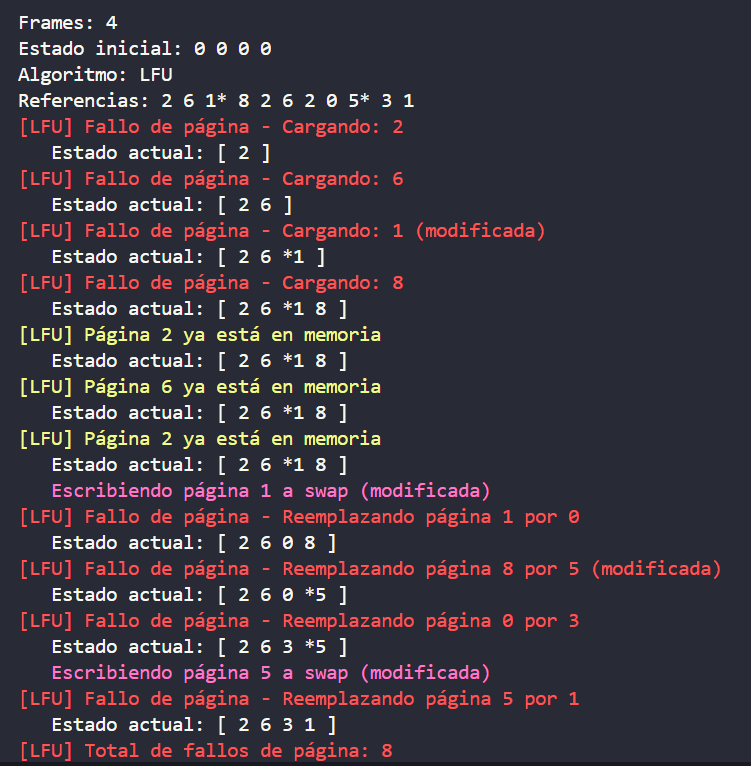 Frames: 4
Estado inicial: 0 0 0 0
Algoritmo: LFU
Referencias: 2 6 1* 8 2 6 2 0 5* 3 1
[LFU] Fallo de página - Cargando: 2
Estado actual: [ 2 ]
[LFU] Fallo de página - Cargando: 6
Estado actual: [ 2 6 ]
[LFU] Fallo de página - Cargando: 1 (modificada)
Estado actual: [ 2 6 *1 ]
[LFU] Fallo de página - Cargando: 8
Estado actual: [ 2 6 *1 8 ]
[LFU] Página 2 ya está en memoria
Estado actual: [ 2 6 *1 8 ]
[LFU] Página 6 ya está en memoria
Estado actual: [ 2 6 *1 8 ]
[LFU] Página 2 ya está en memoria
Estado actual: [ 2 6 *1 8 ]
Escribiendo página 1 a swap (modificada)
[LFU] Fallo de página - Reemplazando página 1 por 0
Estado actual: [ 2 6 0 8 ]
[LFU] Fallo de página - Reemplazando página 8 por 5 (modificada)
Estado actual: [ 2 6 0 *5 ]
[LFU] Fallo de página - Reemplazando página 0 por 3
Estado actual: [ 2 6 3 *5 ]
Escribiendo página 5 a swap (modificada)
[LFU] Fallo de página - Reemplazando página 5 por 1
Estado actual: [ 2 6 3 1 ]
[LFU] Total de fallos de página: 8